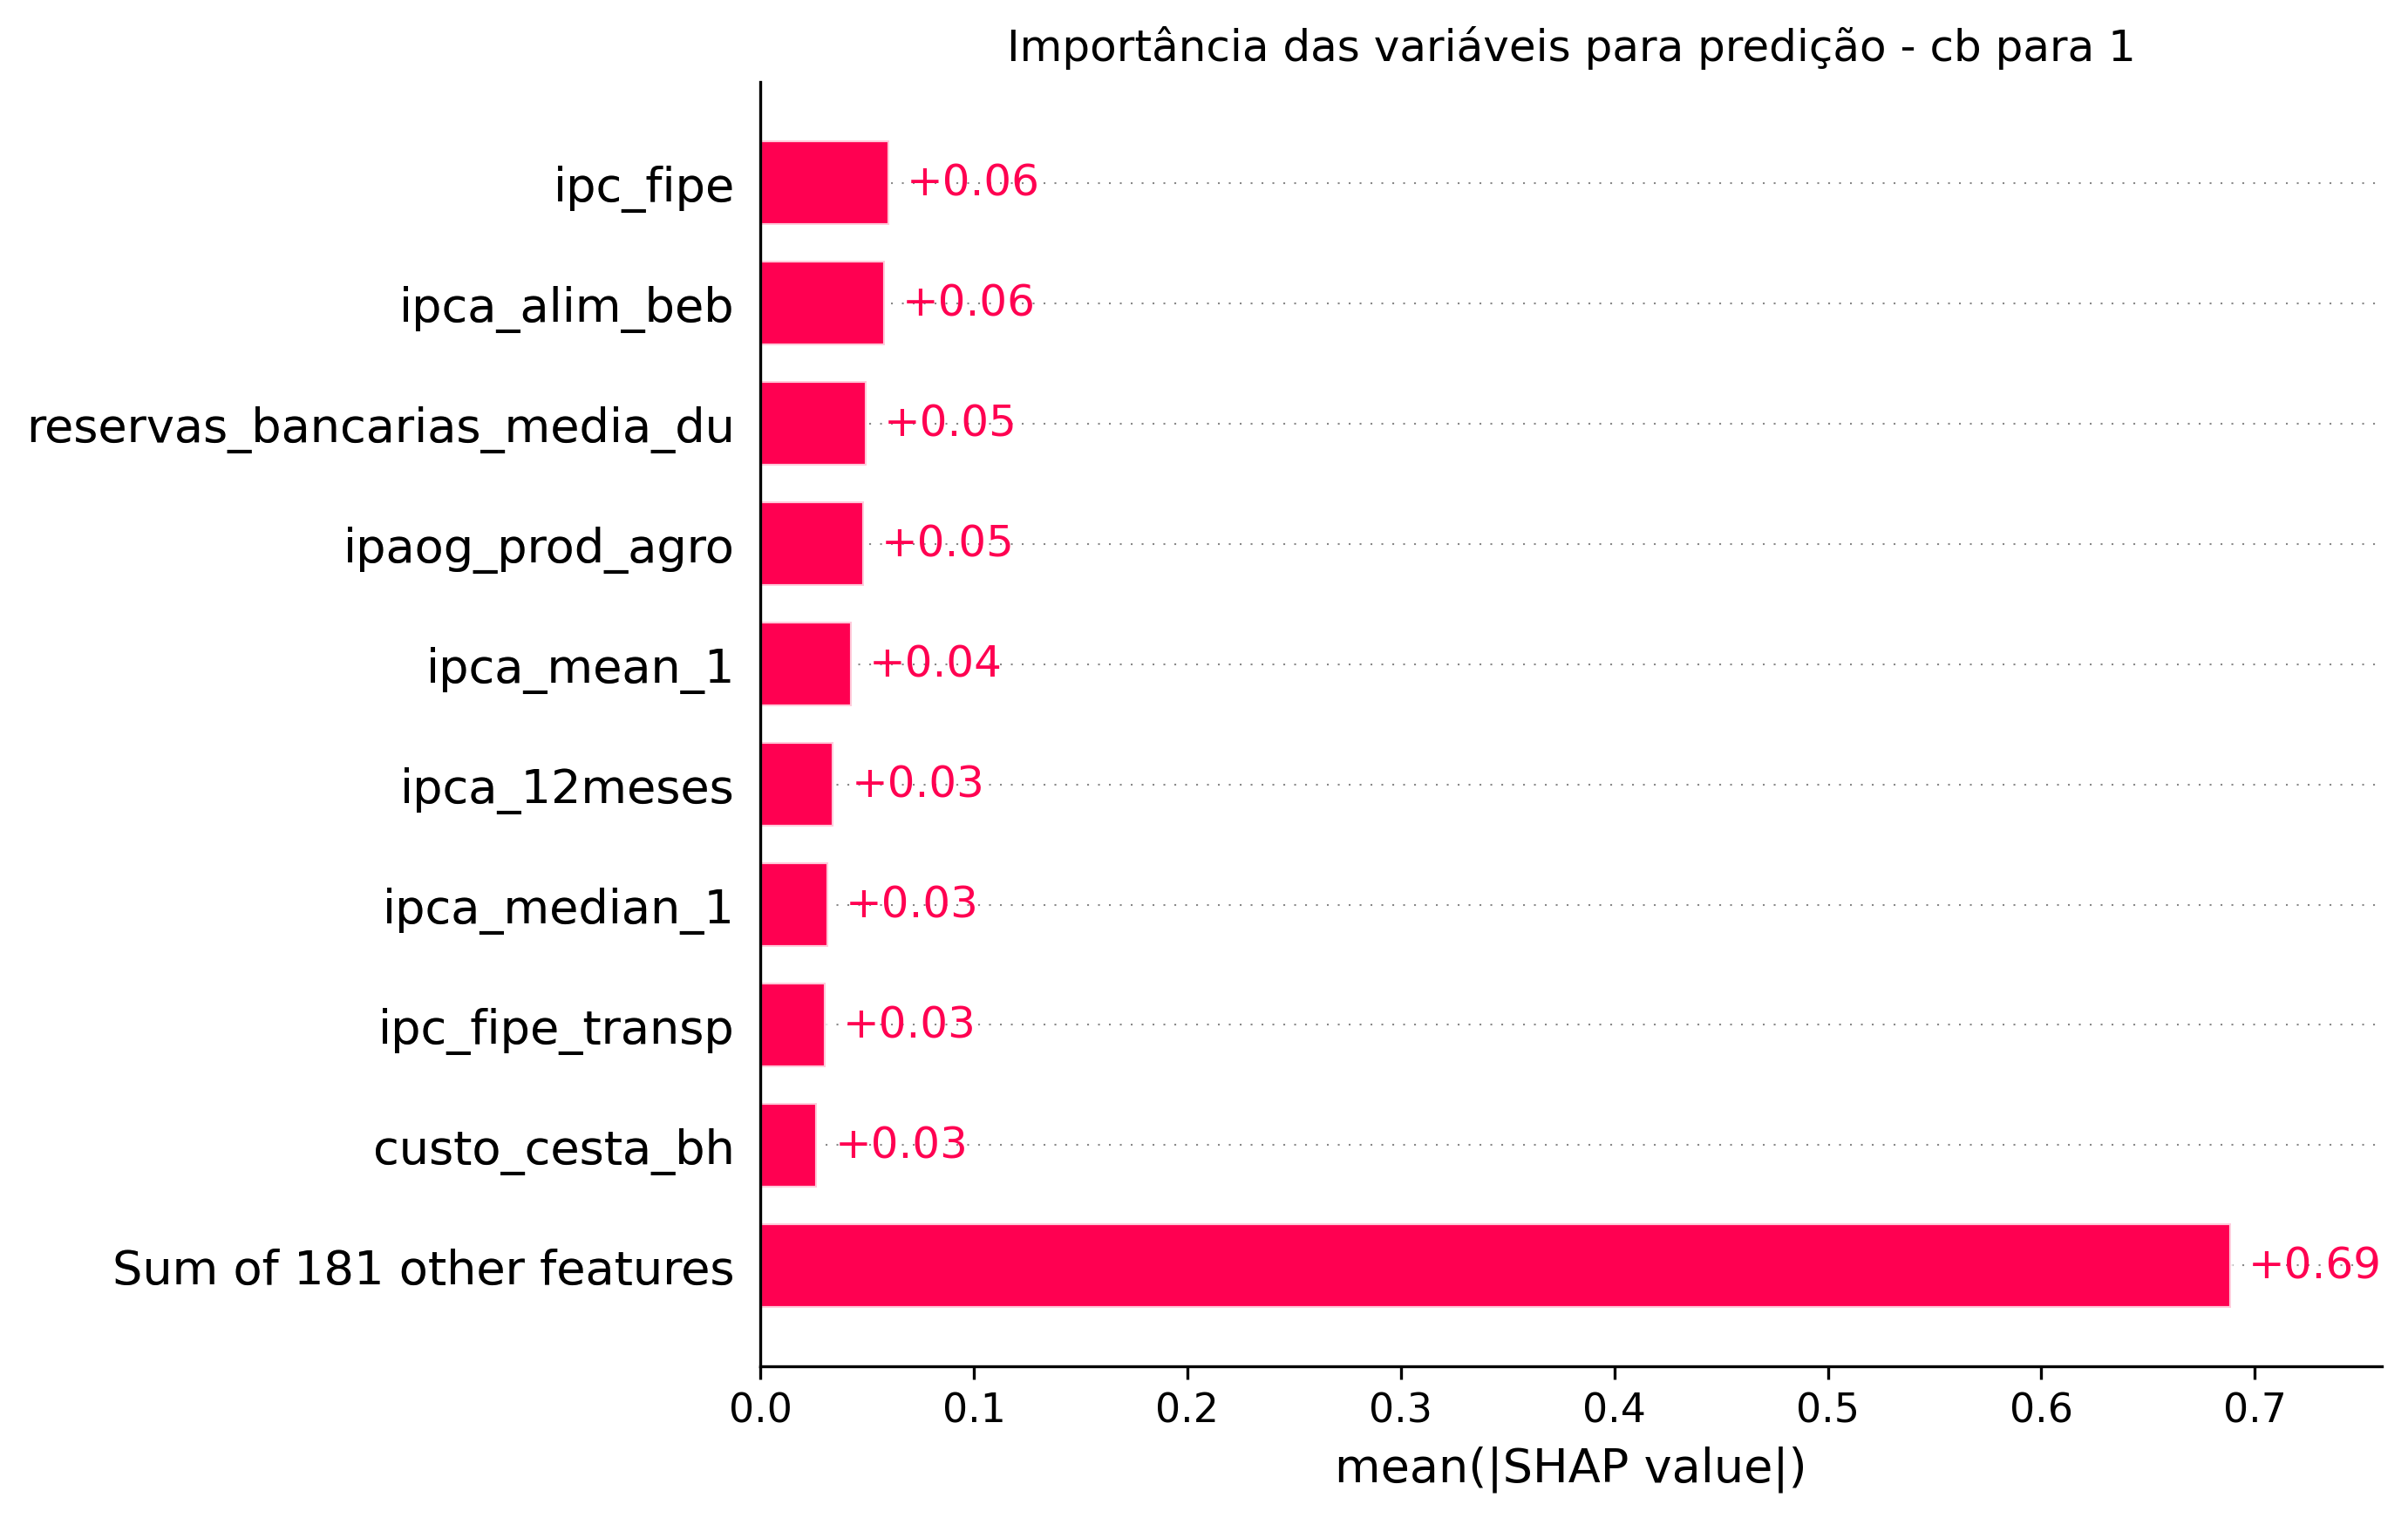 Importância das variáveis para predição - cb para 1
ipc_fipe
+0.06
ipca_alim_beb
+0.06
reservas_bancarias_media_du
+0.05
ipaog_prod_agro
+0.05
ipca_mean_1
+0.04
ipca_12meses
+0.03
ipca_median_1
+0.03
ipc_fipe_transp
+0.03
custo_cesta_bh
+0.03
Sum of 181 other features
+0.69
0.0 0.1 0.2 0.3 0.4 0.5 0.6 0.7
mean(|SHAP value|)